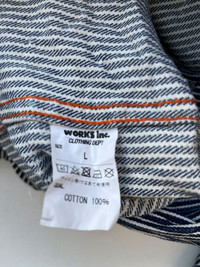 WORKS inc.
CLOTHING DEPT
SIZE L
COTTON 100%